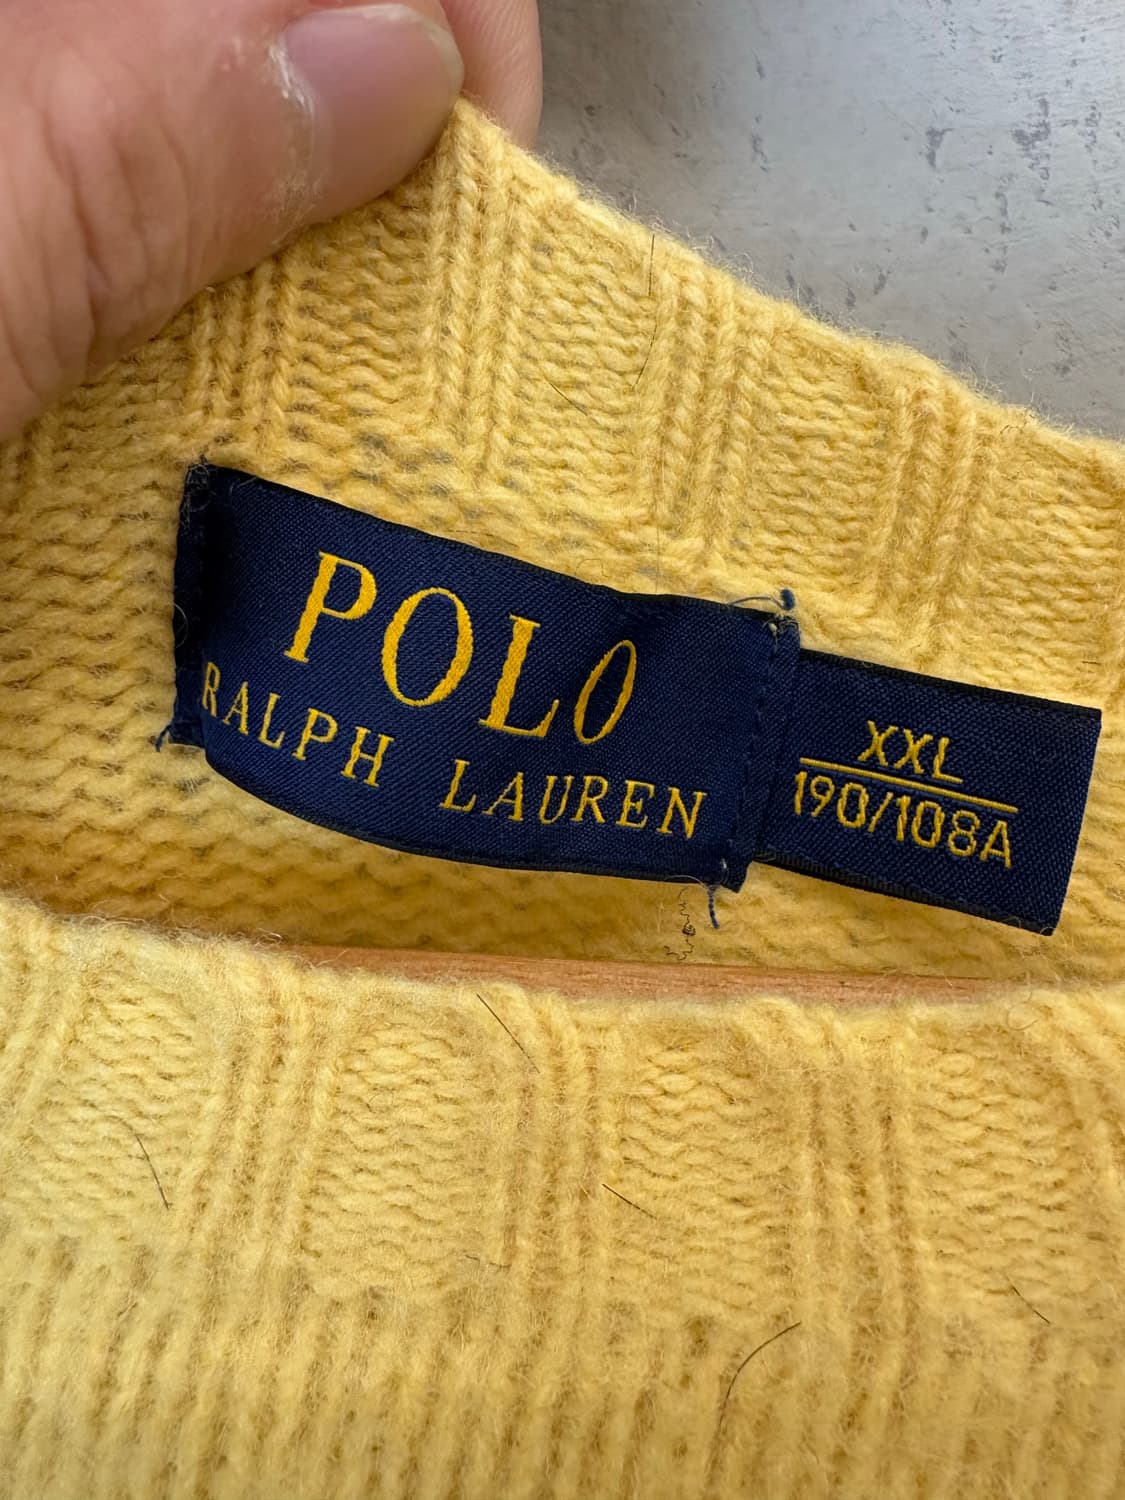 POLO
RALPH LAUREN
XXL
190/108A